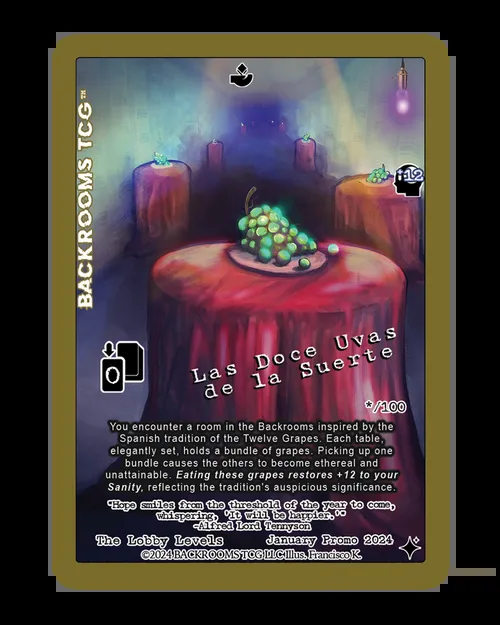 BACKROOMS TCG™
12
Las Doce Uvas
de la Suerte
0
*/100
You encounter a room in the Backrooms inspired by the
Spanish tradition of the Twelve Grapes. Each table,
elegantly set, holds a bundle of grapes. Picking up one
bundle causes the others to become ethereal and
unattainable. Eating these grapes restores +12 to your
Sanity, reflecting the tradition's auspicious significance.
"Hope smiles from the threshold of the year to come,
whispering, 'It will be happier.'"
-Alfred Lord Tennyson
The Lobby Levels January Promo 2024
©2024 BACKROOMS TCG LLC Illus. Francisco K.